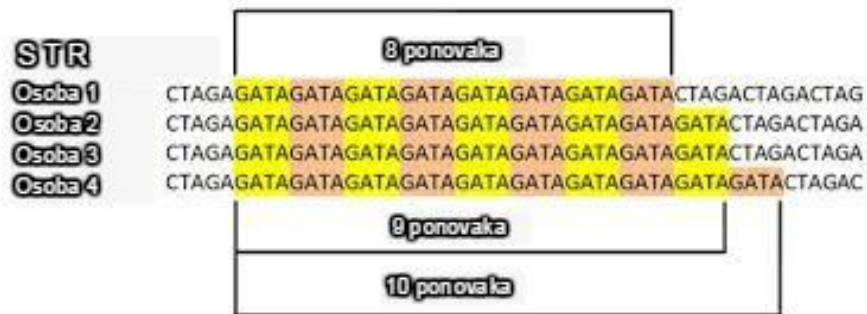 8 ponovaka
STR
Osoba 1 CTAGAGATAGATAGATAGATAGATAGATAGATAGATACTAGACTAGACTAG
Osoba 2 CTAGAGATAGATAGATAGATAGATAGATAGATAGATAGATACTAGACTAGA
Osoba 3 CTAGAGATAGATAGATAGATAGATAGATAGATAGATAGATACTAGACTAGA
Osoba 4 CTAGAGATAGATAGATAGATAGATAGATAGATAGATAGATAGATACTAGAC
9 ponovaka
10 ponovaka